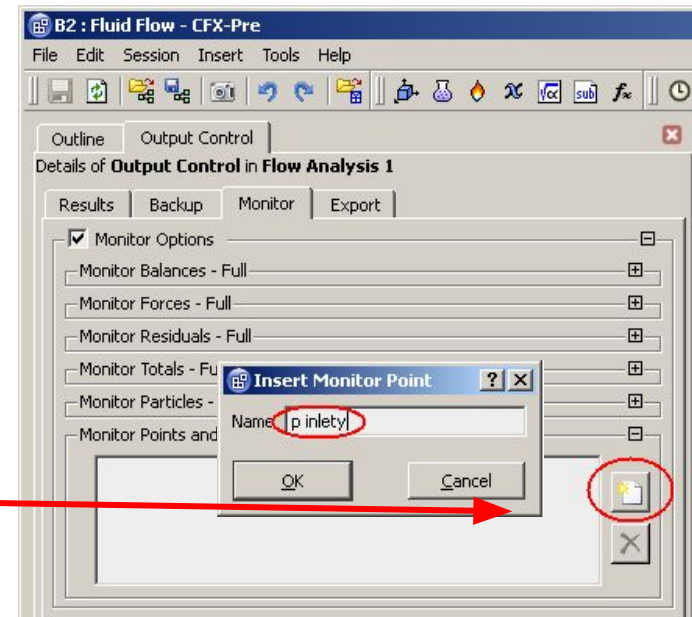 B2 : Fluid Flow - CFX-Pre
File Edit Session Insert Tools Help
√α sub f
Outline Output Control
Details of Output Control in Flow Analysis 1
Results Backup Monitor Export
Monitor Options
Monitor Balances - Full
Monitor Forces - Full
Monitor Residuals - Full
Monitor Totals - Fu
Insert Monitor Point ?
Monitor Particles -
Name p inlety
Monitor Points and
OK Cancel